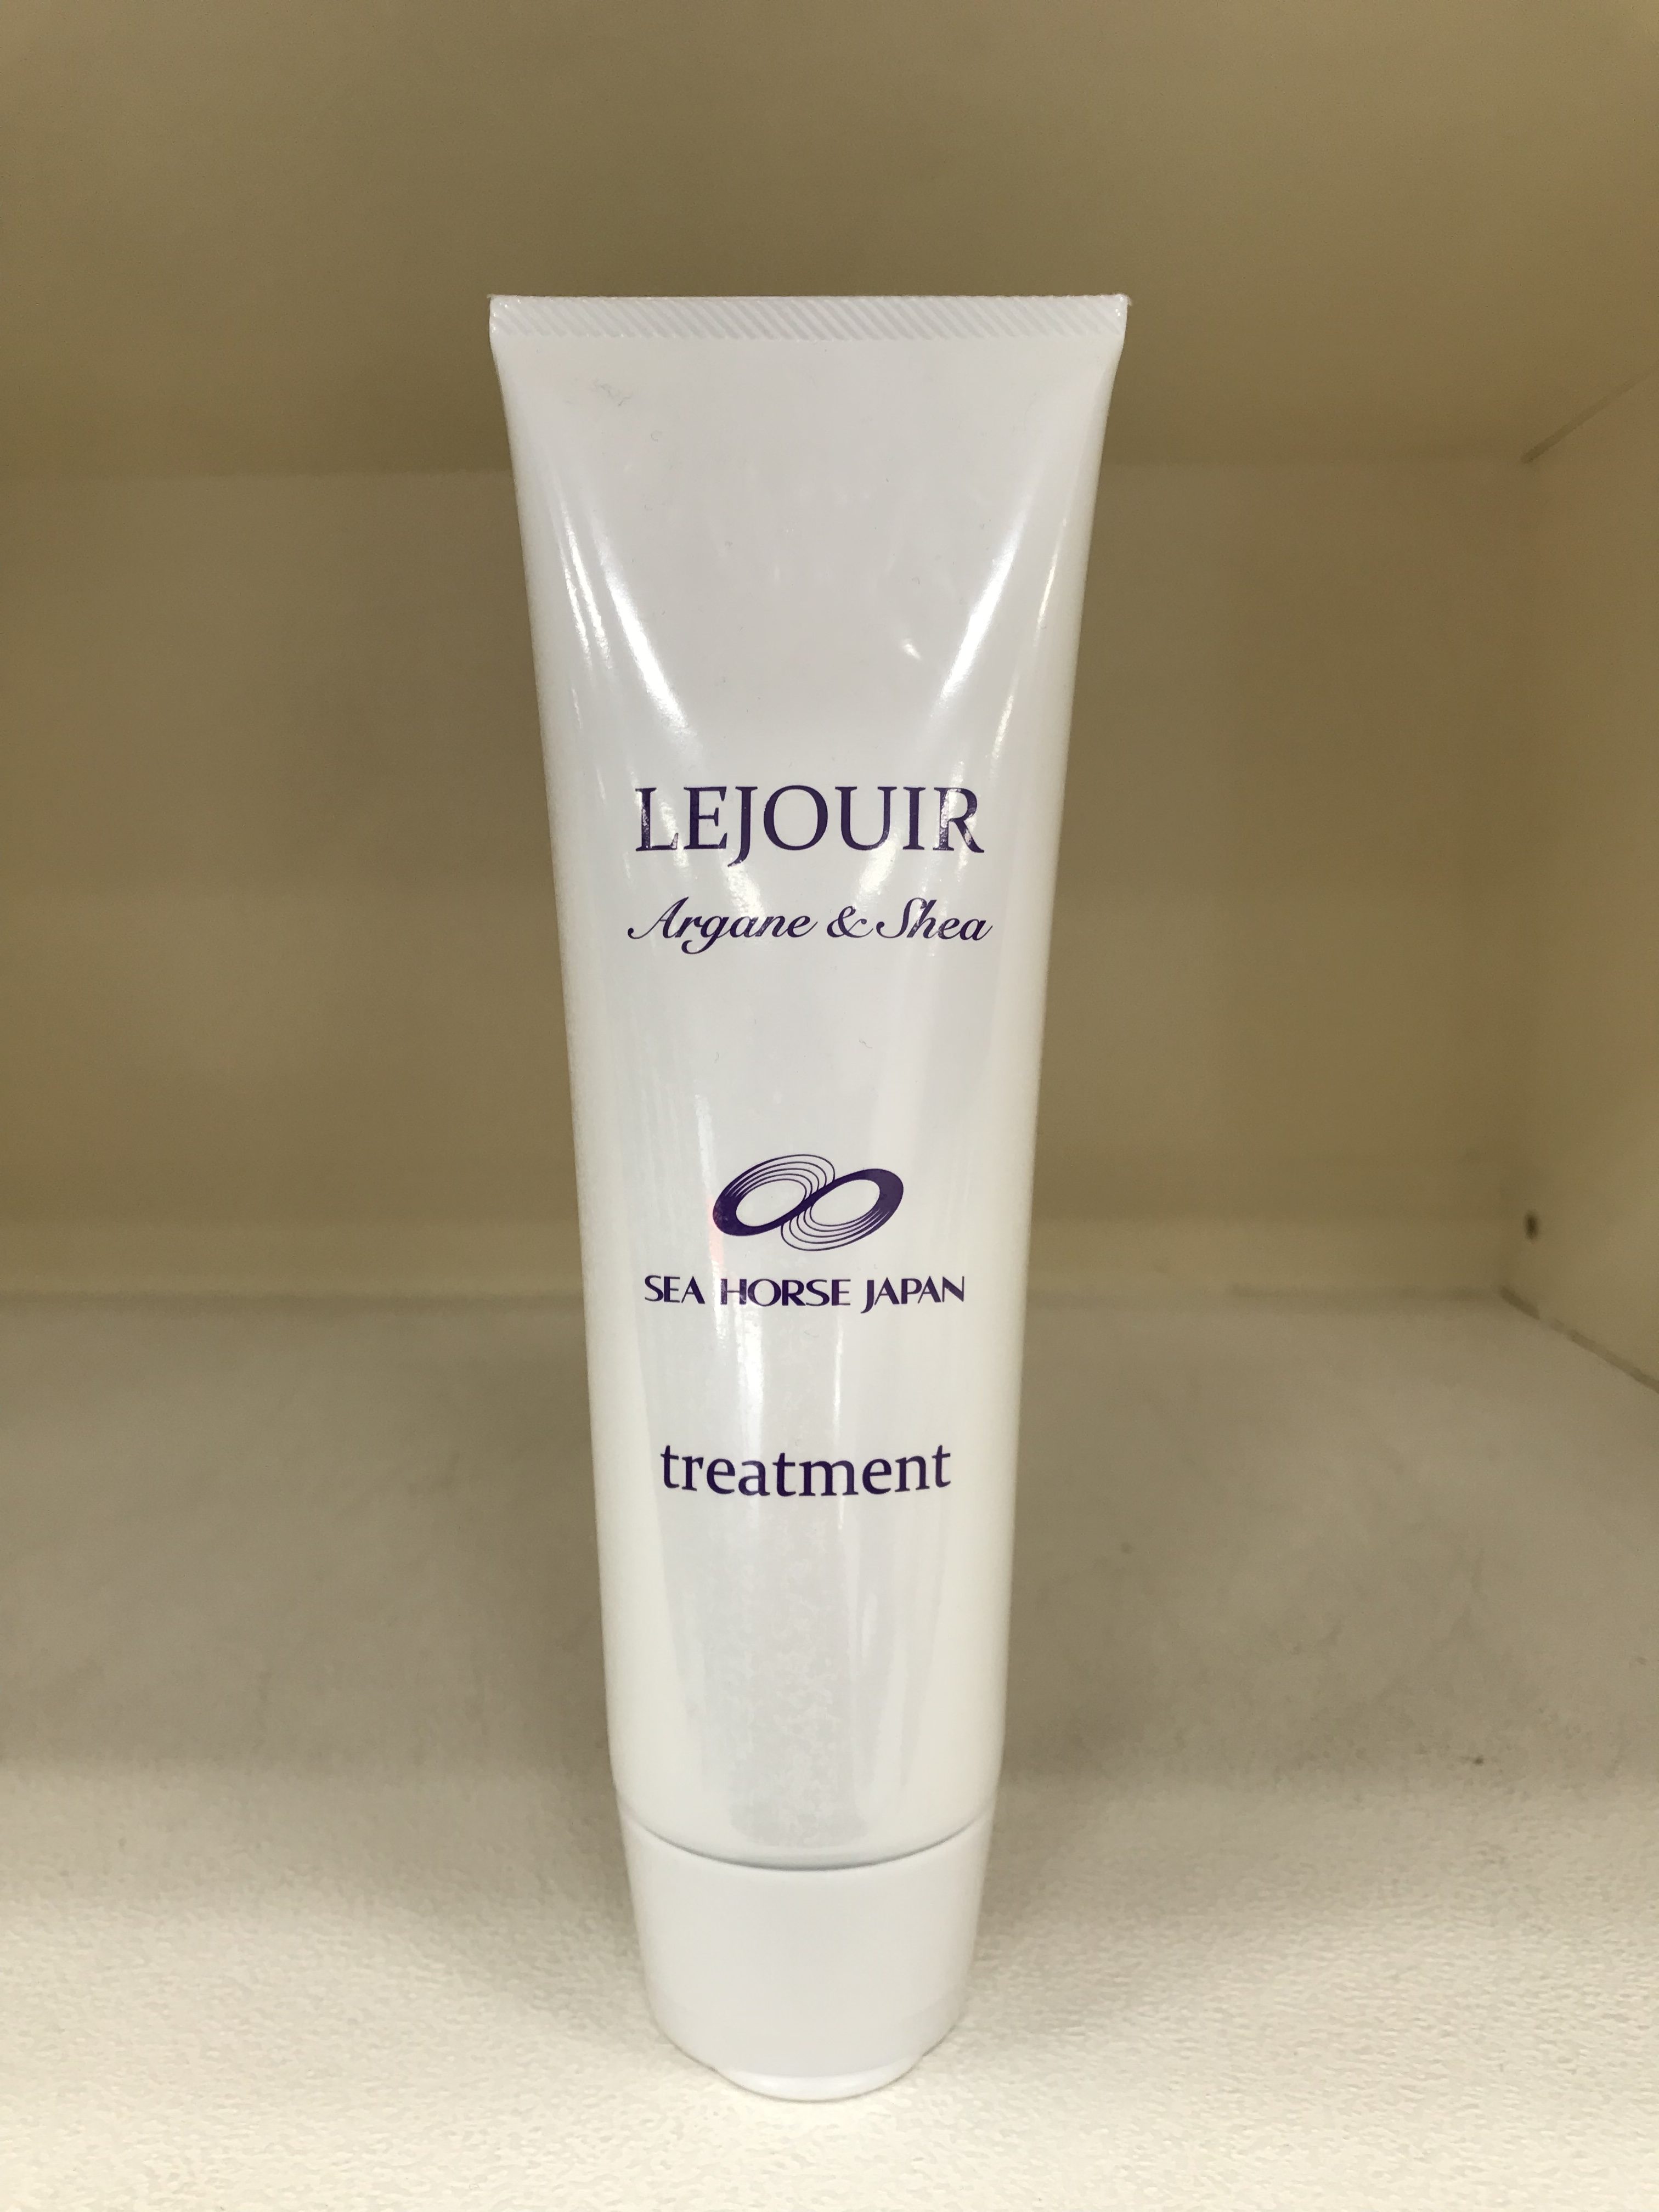 LEJOUIR
Argane & Shea
SEA HORSE JAPAN
treatment